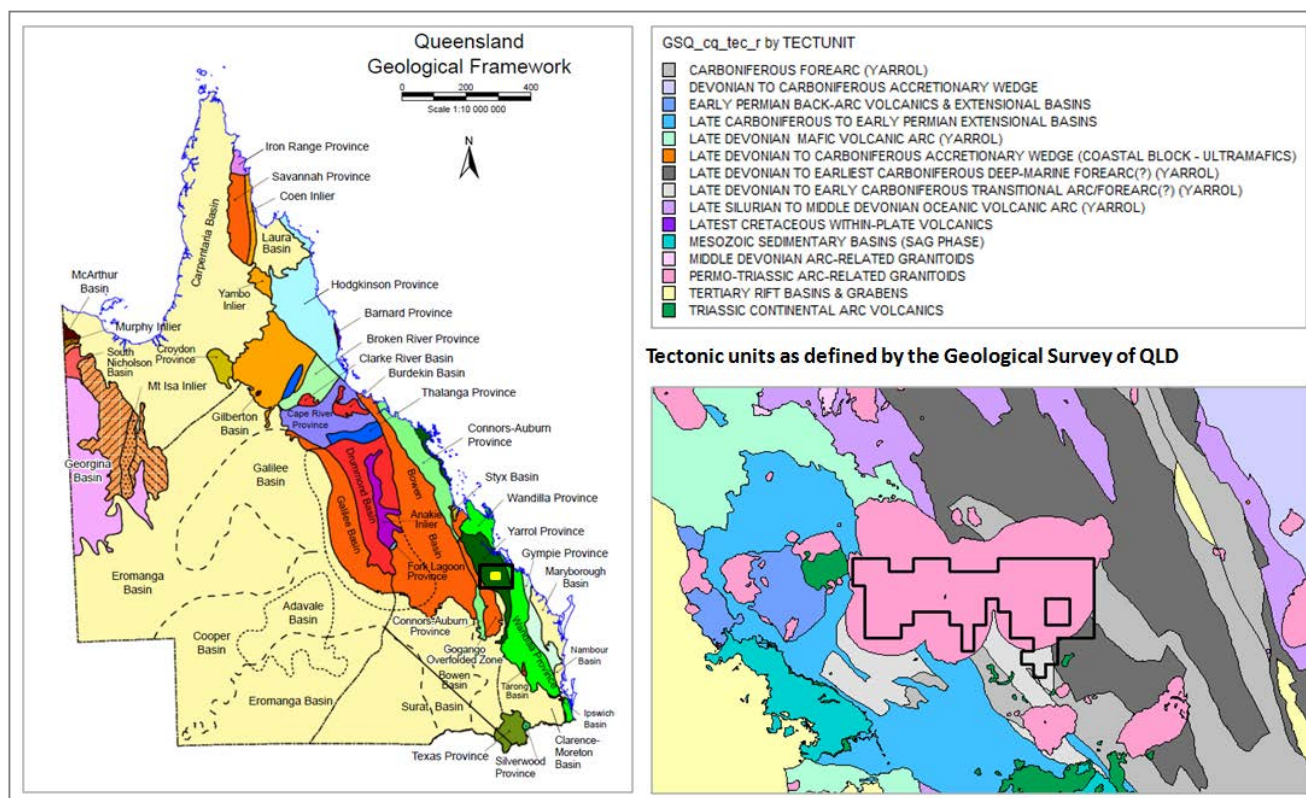 Queensland
Geological Framework
0 200 400
Scale 1:10 000 000
N
Iron Range Province
Savannah Province
Coen Inlier
Carpentaria Basin
Laura
Basin
McArthur
Basin
Yambo
Inlier
Hodgkinson Province
Murphy Inlier
Barnard Province
Croydon
Province
Broken River Province
South
Nicholson
Basin
Clarke River Basin
Burdekin Basin
Mt Isa Inlier
Thalanga Province
Cape River
Province
Gilberton
Basin
Connors-Auburn
Province
Georgina
Basin
Galilee
Basin
Drummond Basin
Bowen
Basin
Styx Basin
Wandilla Province
Anakie
Inlier
Galilee Basin
Yarrol Province
Gympie Province
Fork Lagoon
Province
Maryborough
Basin
Eromanga
Basin
Adavale
Basin
Connors-Auburn
Province
Cooper
Basin
Wandilla Province
Gogango
Overfolded Zone
Nambour
Basin
Bowen
Basin
Tarong
Basin
Eromanga Basin
Surat Basin
Ipswich
Basin
Texas Province
Clarence-
Moreton
Basin
Silverwood
Province
GSQ_cq_tec_r by TECTUNIT
CARBONIFEROUS FOREARC (YARROL)
DEVONIAN TO CARBONIFEROUS ACCRETIONARY WEDGE
EARLY PERMIAN BACK-ARC VOLCANICS & EXTENSIONAL BASINS
LATE CARBONIFEROUS TO EARLY PERMIAN EXTENSIONAL BASINS
LATE DEVONIAN MAFIC VOLCANIC ARC (YARROL)
LATE DEVONIAN TO CARBONIFEROUS ACCRETIONARY WEDGE (COASTAL BLOCK - ULTRAMAFICS)
LATE DEVONIAN TO EARLIEST CARBONIFEROUS DEEP-MARINE FOREARC(?) (YARROL)
LATE DEVONIAN TO EARLY CARBONIFEROUS TRANSITIONAL ARC/FOREARC(?) (YARROL)
LATE SILURIAN TO MIDDLE DEVONIAN OCEANIC VOLCANIC ARC (YARROL)
LATEST CRETACEOUS WITHIN-PLATE VOLCANICS
MESOZOIC SEDIMENTARY BASINS (SAG PHASE)
MIDDLE DEVONIAN ARC-RELATED GRANITOIDS
PERMO-TRIASSIC ARC-RELATED GRANITOIDS
TERTIARY RIFT BASINS & GRABENS
TRIASSIC CONTINENTAL ARC VOLCANICS
Tectonic units as defined by the Geological Survey of QLD